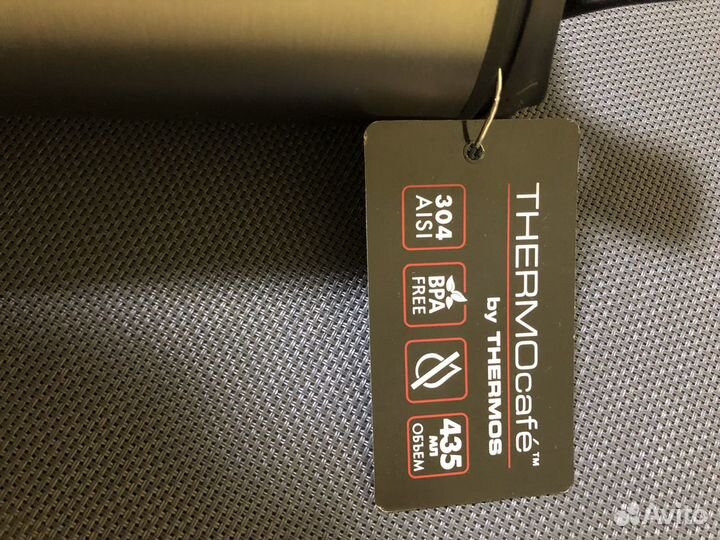 THERMOcafé™
by THERMOS
304
AISI
BPA
FREE
435
МЛ
ОБЪЕМ
Avito